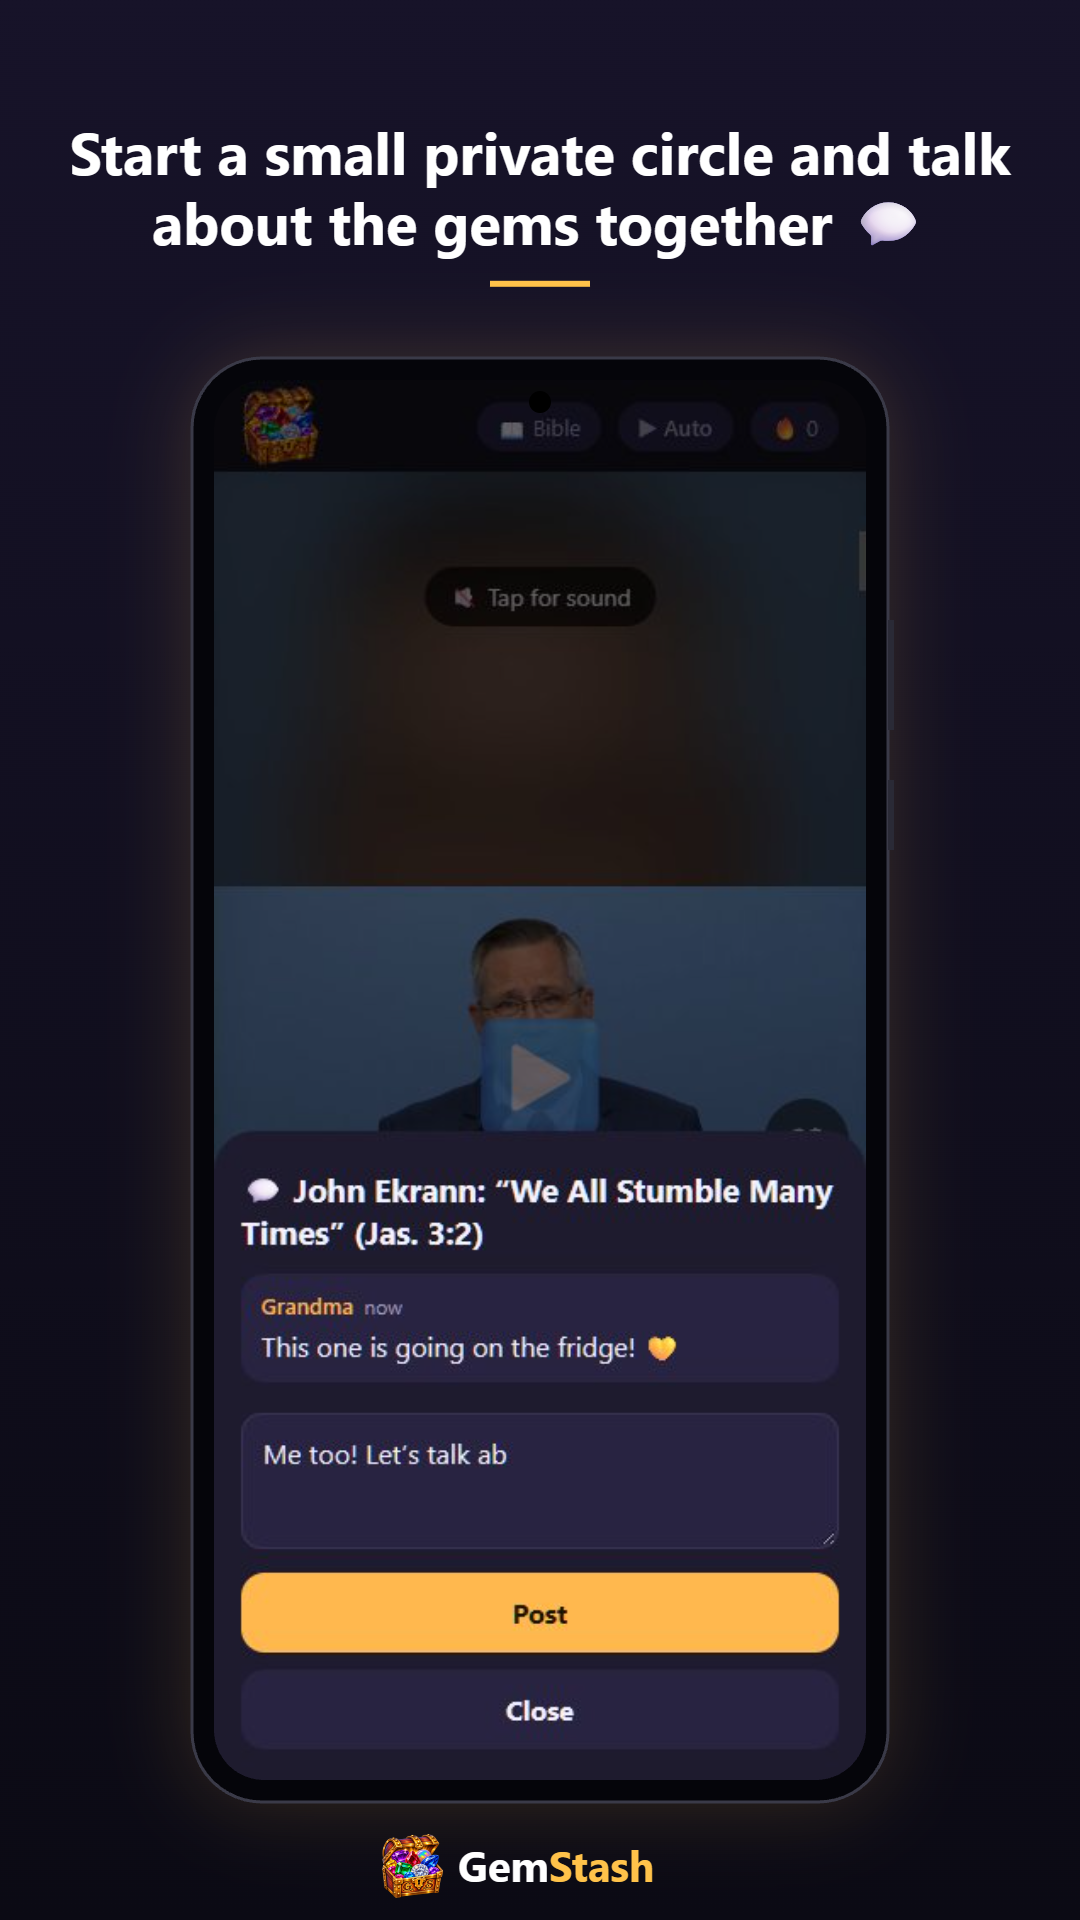 Start a small private circle and talk
about the gems together
Bible
Auto
0
Tap for sound
John Ekrann: “We All Stumble Many
Times” (Jas. 3:2)
Grandma now
This one is going on the fridge!
Me too! Let’s talk ab
Post
Close
GemStash